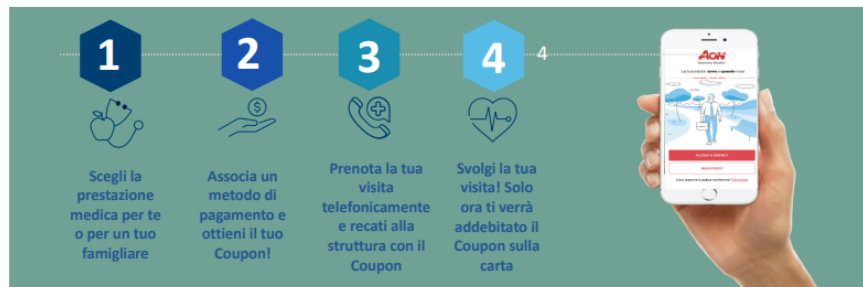 1
2
3
4
4
Scegli la
prestazione
medica per te
o per un tuo
famigliare
Associa un
metodo di
pagamento e
ottieni il tuo
Coupon!
Prenota la tua
visita
telefonicamente
e recati alla
struttura con il
Coupon
Svolgi la tua
visita! Solo
ora ti verrà
addebitato il
Coupon sulla
carta
AON